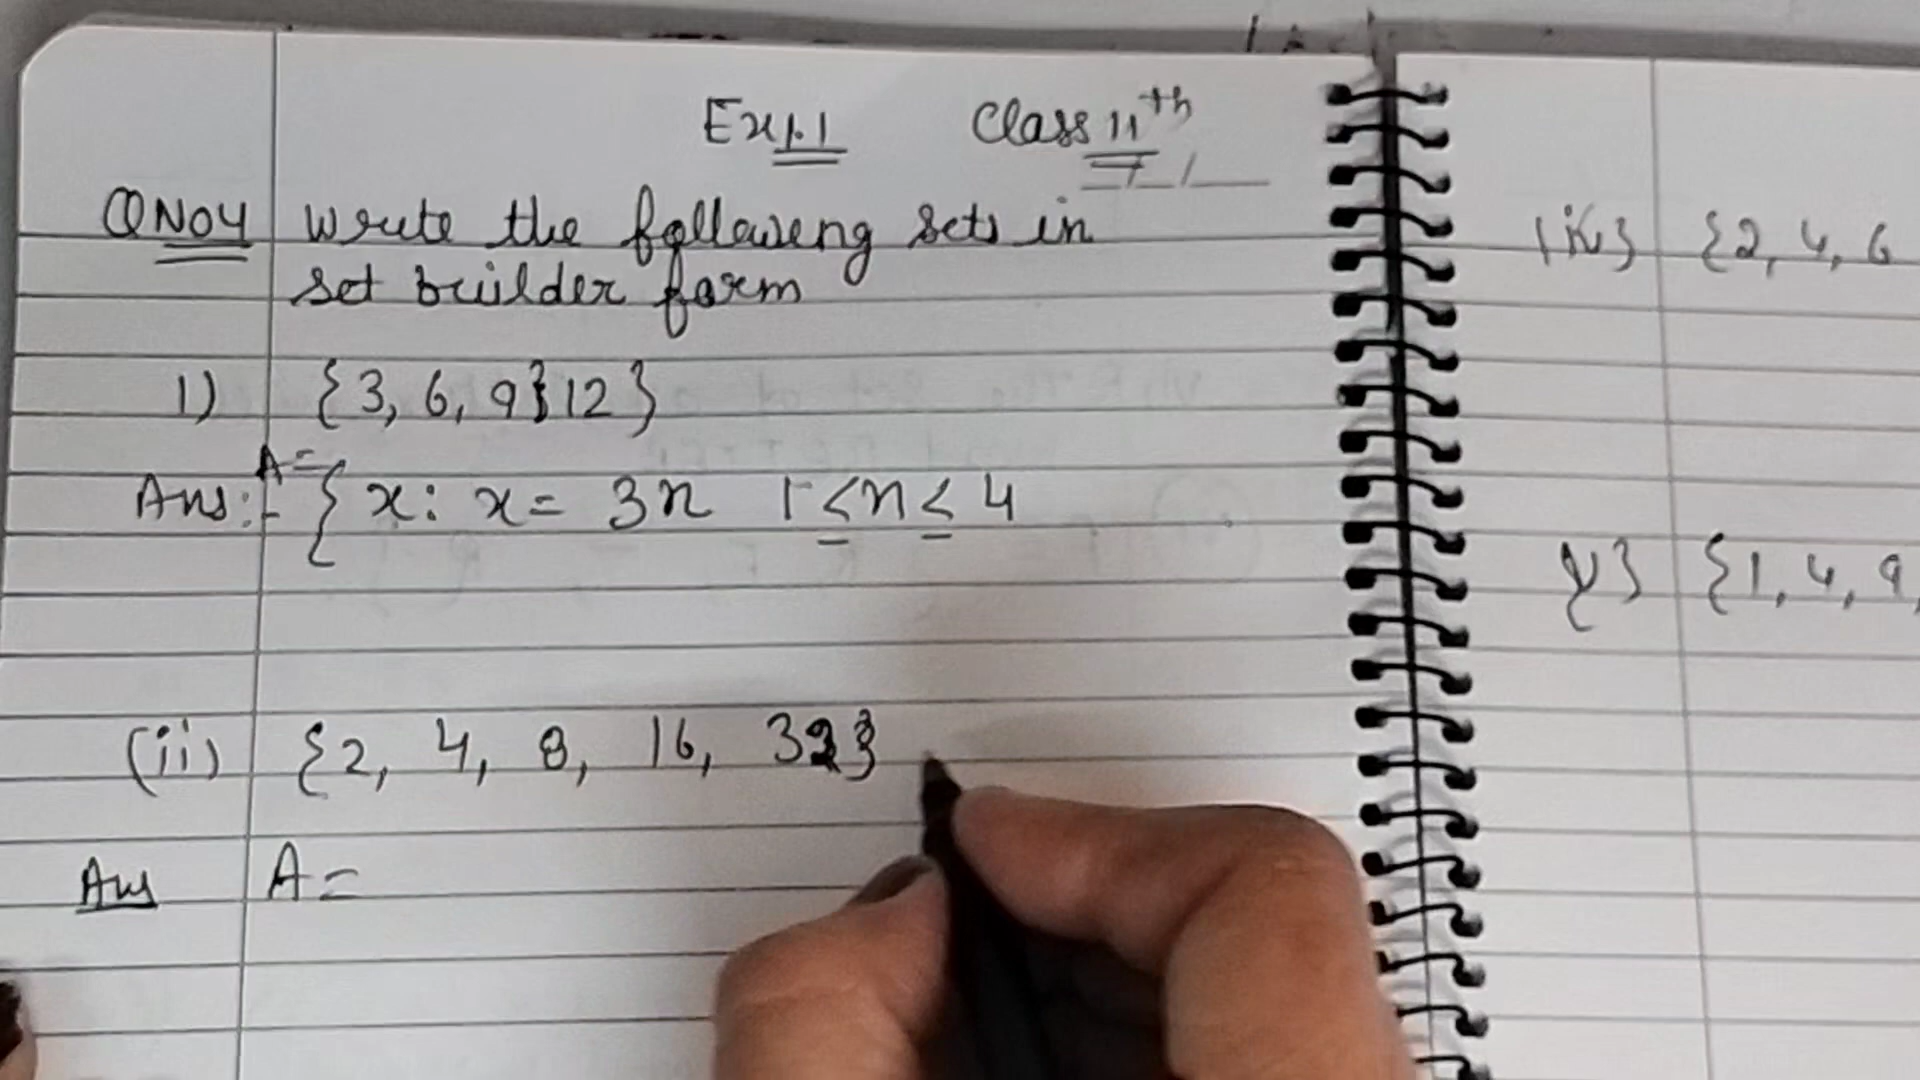 Ex 1.1 Class 11th
Q No 4 Write the following sets in
set builder form
1) {3, 6, 9, 12}
A =
Ans:- { x : x = 3n 1 ≤ n ≤ 4
(ii) {2, 4, 8, 16, 32}
Ans A =
(iv) {2, 4, 6
v) {1, 4, 9,